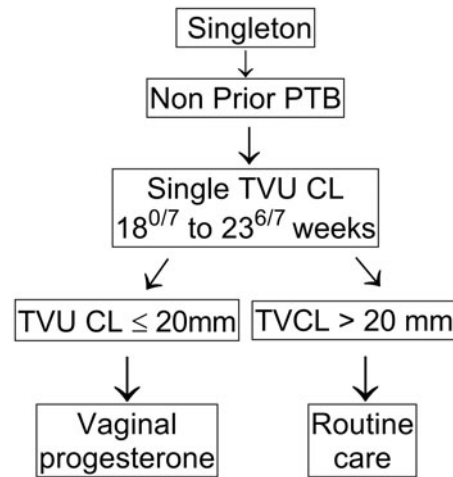 Singleton
Non Prior PTB
Single TVU CL
18^0/7 to 23^6/7 weeks
TVU CL ≤ 20mm
TVCL > 20 mm
Vaginal
progesterone
Routine
care